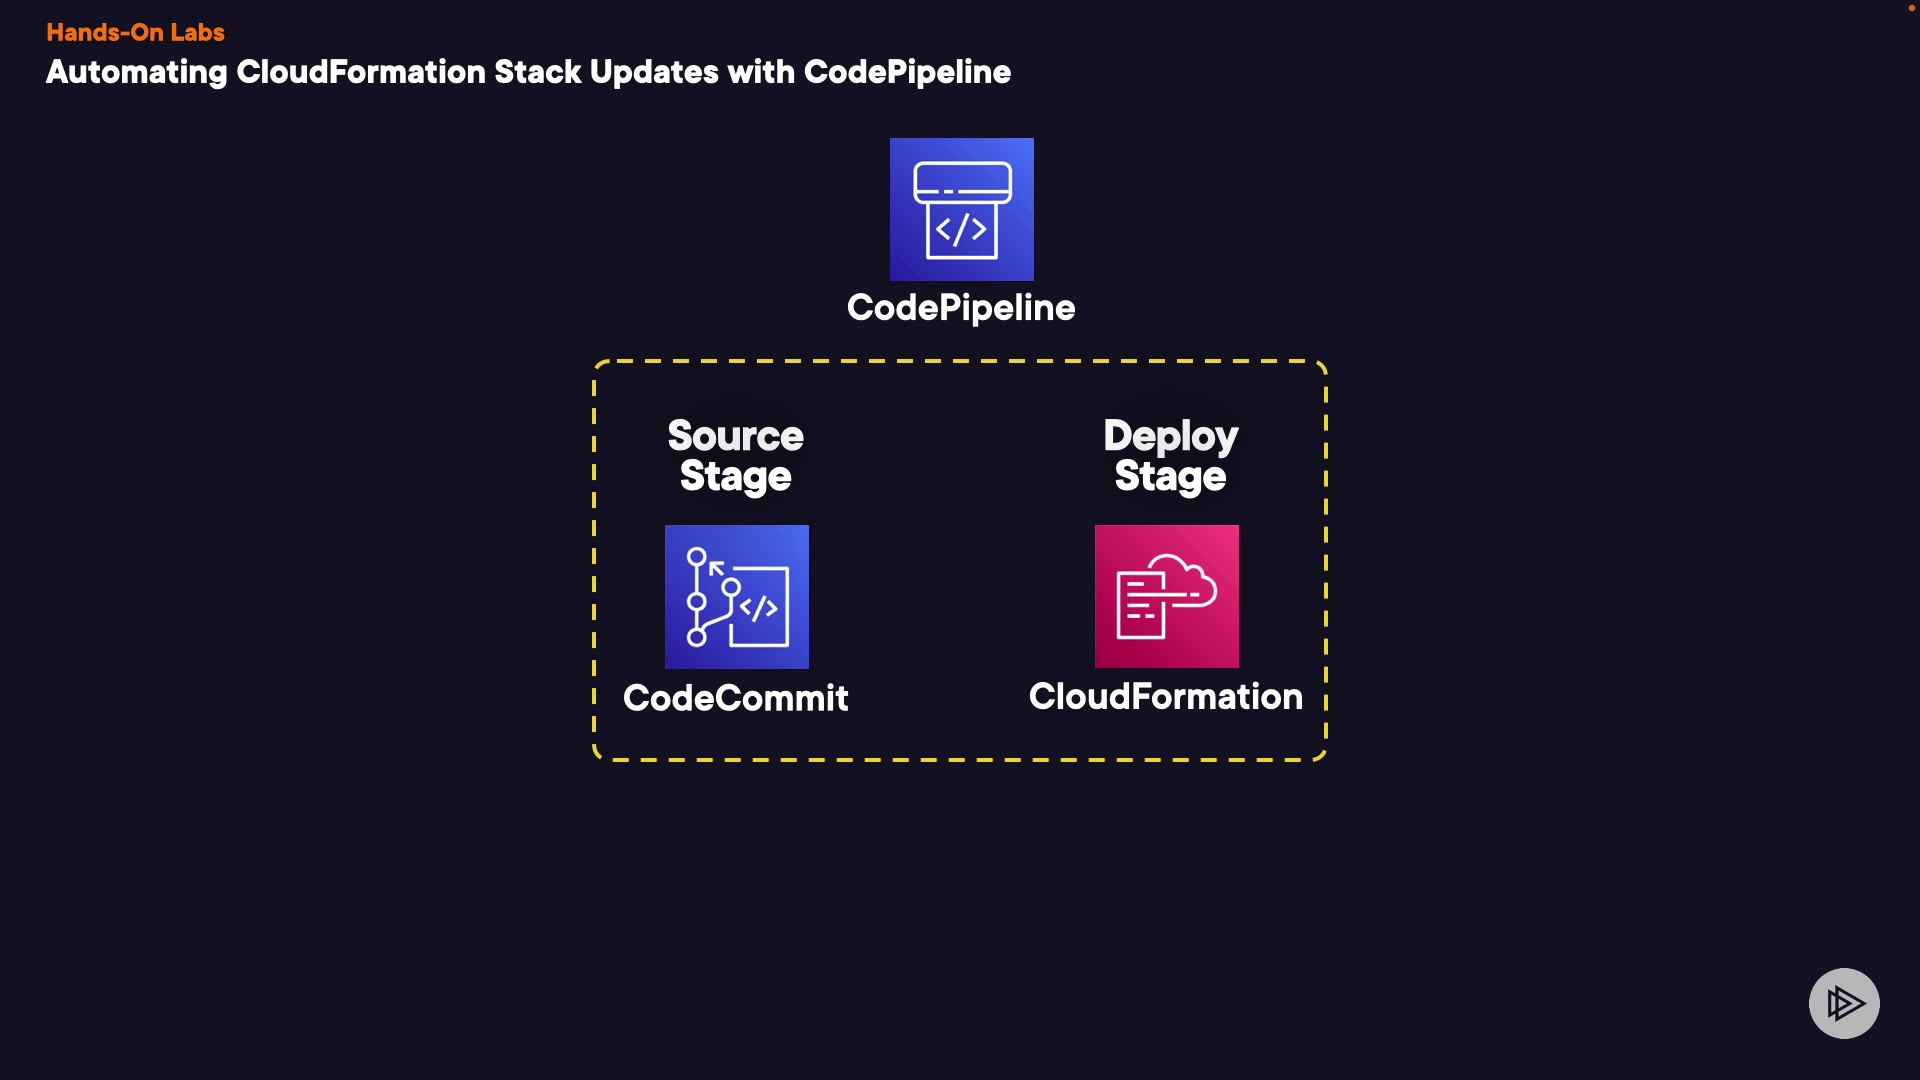 Hands-On Labs
Automating CloudFormation Stack Updates with CodePipeline
</>
CodePipeline
Source
Stage
Deploy
Stage
</>
CodeCommit
CloudFormation